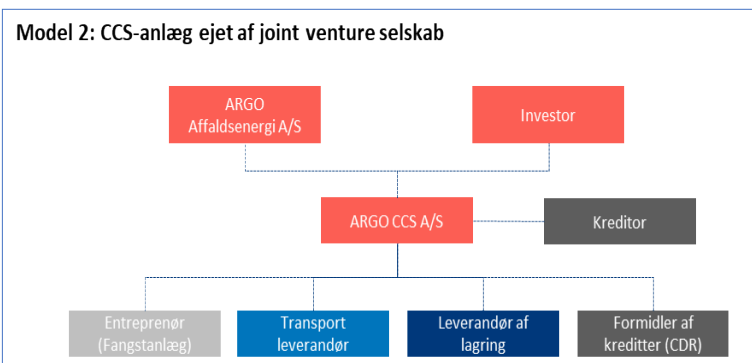 Model 2: CCS-anlæg ejet af joint venture selskab
ARGO
Affaldsenergi A/S
Investor
ARGO CCS A/S
Kreditor
Entreprenør
(Fangstanlæg)
Transport
leverandør
Leverandør af
lagring
Formidler af
kreditter (CDR)